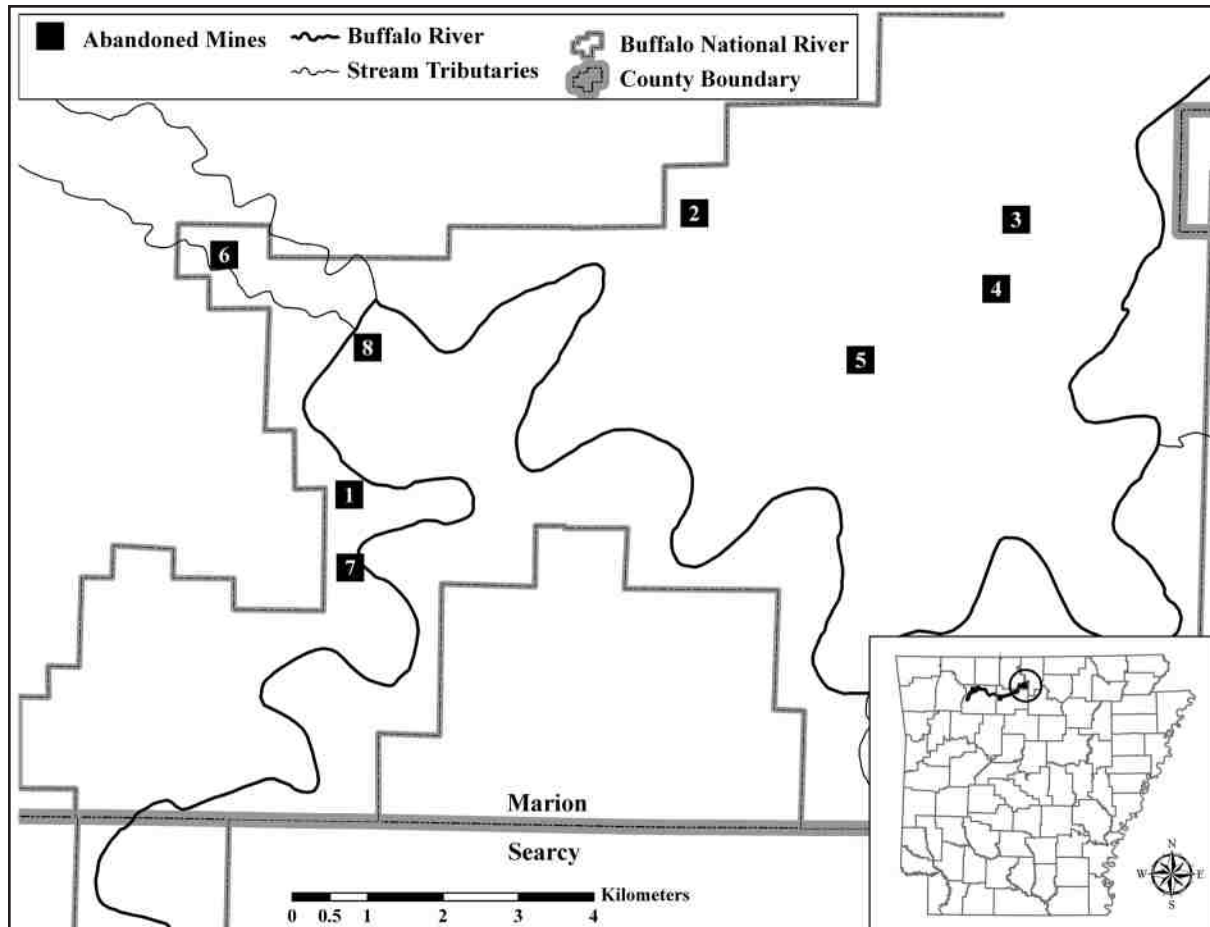 Abandoned Mines
Buffalo River
Stream Tributaries
Buffalo National River
County Boundary
2
3
6
4
8
5
1
7
Marion
Searcy
Kilometers
0 0.5 1 2 3 4
N
W E
S